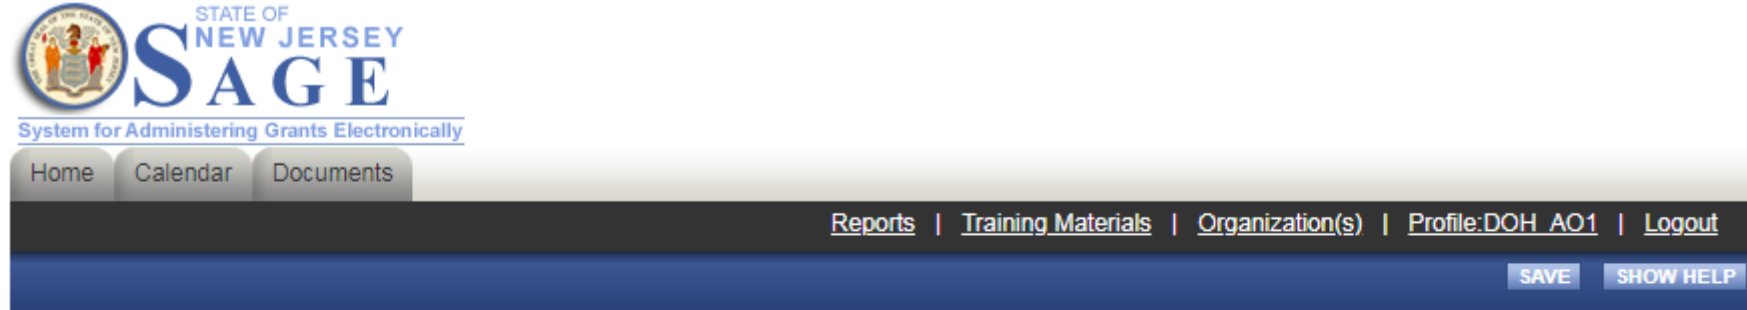 STATE OF
NEW JERSEY
SAGE
System for Administering Grants Electronically
Home Calendar Documents
Reports | Training Materials | Organization(s) | Profile:DOH_AO1 | Logout
SAVE SHOW HELP